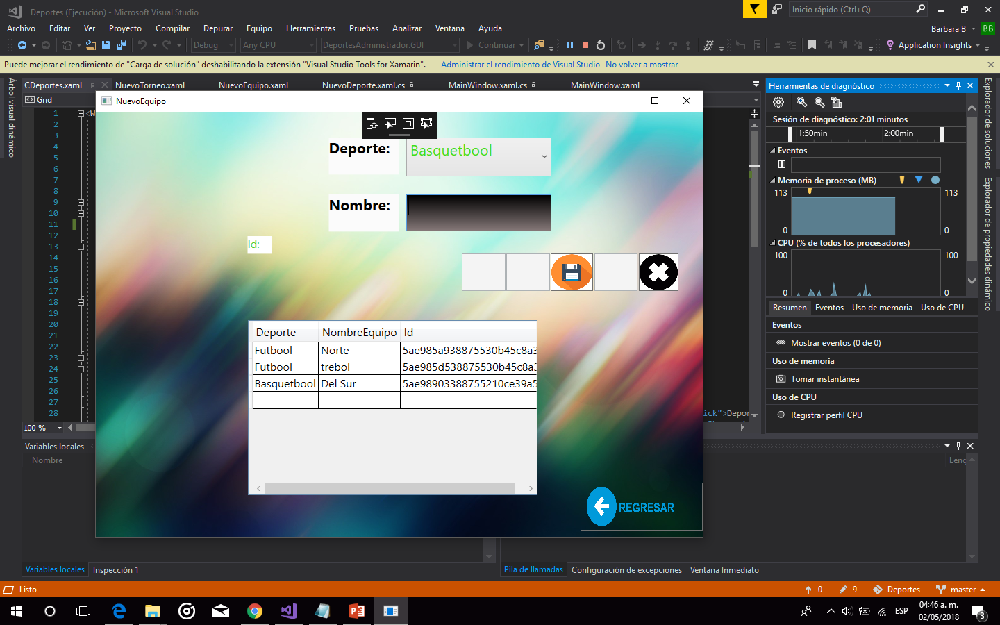 Deportes (Ejecución) - Microsoft Visual Studio
Inicio rápido (Ctrl+Q)
Archivo Editar Ver Proyecto Compilar Depurar Equipo Herramientas Pruebas Analizar Ventana Ayuda
Barbara B BB
Debug Any CPU DeportesAdministrador.GUI Continuar Application Insights
Puede mejorar el rendimiento de "Carga de solución" deshabilitando la extensión "Visual Studio Tools for Xamarin". Administrar el rendimiento de Visual Studio No volver a mostrar
Árbol visual dinámico
CDeportes.xaml NuevoTorneo.xaml NuevoEquipo.xaml NuevoDeporte.xaml.cs MainWindow.xaml.cs MainWindow.xaml
Grid
1
2
3
4
5
6
7
8
9
10
11
12
13
14
15
16
17
18
19
20
21
22
23
24
25
26
27
28
<W
ick">Depor
100 %
NuevoEquipo
Deporte: Basquetbool
Nombre:
Id:
Deporte NombreEquipo Id
Futbool Norte 5ae985a938875530b45c8a3
Futbool trebol 5ae985d538875530b45c8a3
Basquetbool Del Sur 5ae98903388755210ce39a5
REGRESAR
Herramientas de diagnóstico
Sesión de diagnóstico: 2:01 minutos
1:50min 2:00min
Eventos
Memoria de proceso (MB)
113 113
0 0
CPU (% de todos los procesadores)
100 100
0 0
Resumen Eventos Uso de memoria Uso de CPU
Eventos
Mostrar eventos (0 de 0)
Uso de memoria
Tomar instantánea
Uso de CPU
Registrar perfil CPU
Explorador de soluciones
Explorador de propiedades dinámico
Variables locales
Nombre
Leng
Variables locales Inspección 1
Pila de llamadas Configuración de excepciones Ventana Inmediato
Listo
0 9 Deportes master
ESP
04:46 a. m.
02/05/2018
3